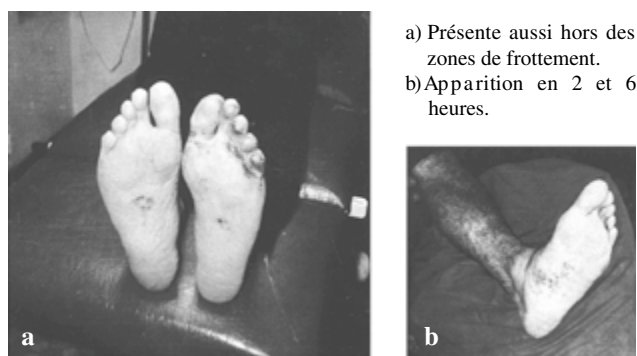 a) Présente aussi hors des
zones de frottement.
b) Apparition en 2 et 6
heures.
a
b